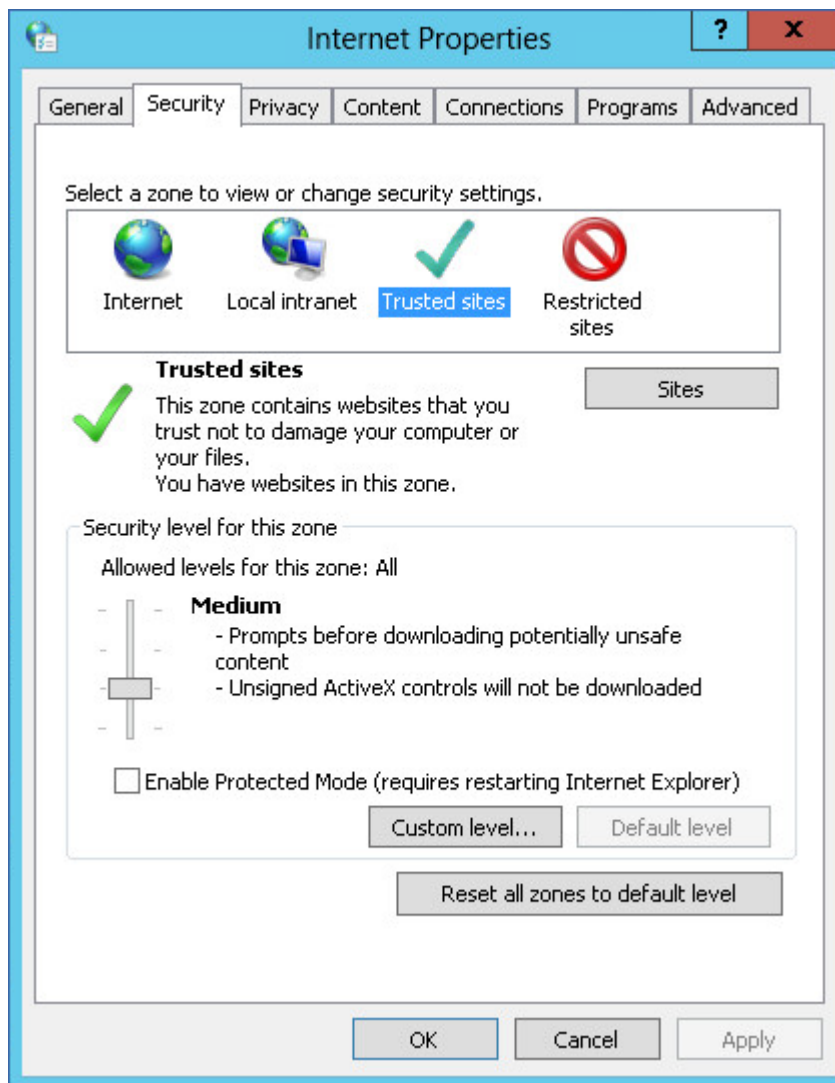 Internet Properties
?
x
General
Security
Privacy
Content
Connections
Programs
Advanced
Select a zone to view or change security settings.
Internet
Local intranet
Trusted sites
Restricted
sites
Trusted sites
Sites
This zone contains websites that you
trust not to damage your computer or
your files.
You have websites in this zone.
Security level for this zone
Allowed levels for this zone: All
Medium
- Prompts before downloading potentially unsafe
content
- Unsigned ActiveX controls will not be downloaded
Enable Protected Mode (requires restarting Internet Explorer)
Custom level...
Default level
Reset all zones to default level
OK
Cancel
Apply